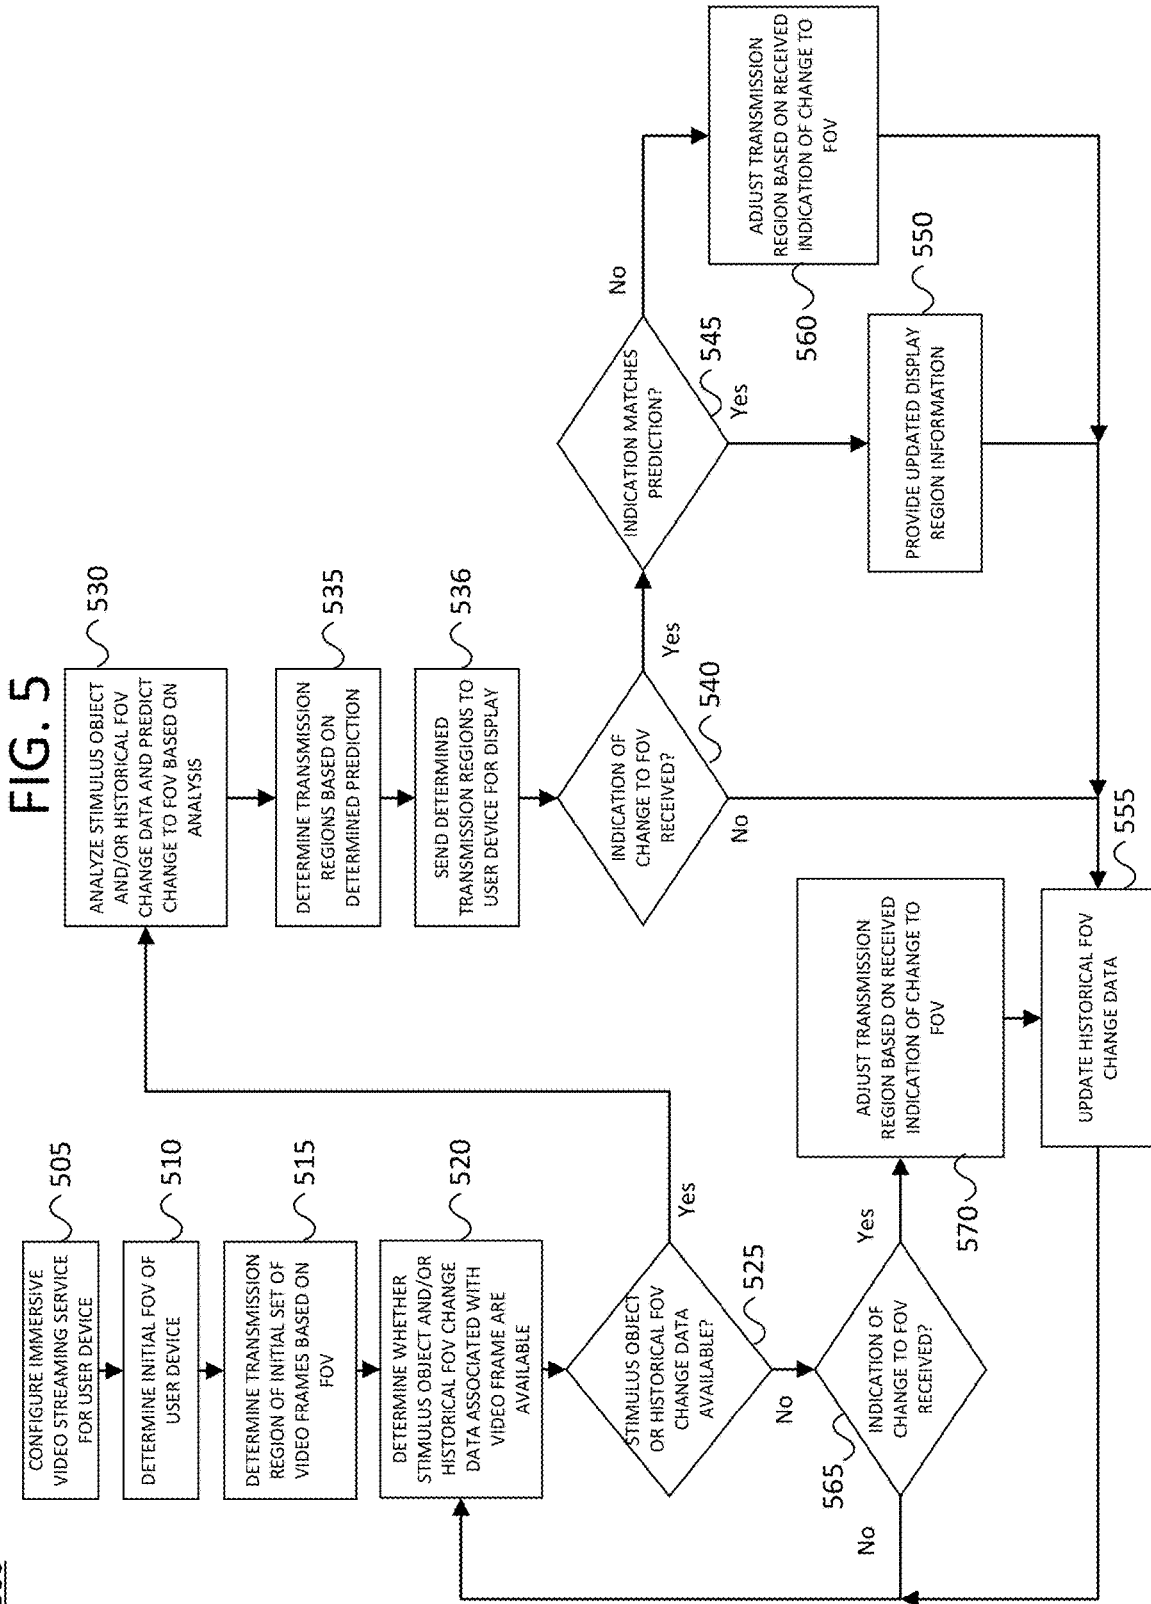 FIG. 5
CONFIGURE IMMERSIVE
VIDEO STREAMING SERVICE
FOR USER DEVICE
505
DETERMINE INITIAL FOV OF
USER DEVICE
510
DETERMINE TRANSMISSION
REGION OF INITIAL SET OF
VIDEO FRAMES BASED ON
FOV
515
DETERMINE WHETHER
STIMULUS OBJECT AND/OR
HISTORICAL FOV CHANGE
DATA ASSOCIATED WITH
VIDEO FRAME ARE
AVAILABLE
520
STIMULUS OBJECT
OR HISTORICAL FOV
CHANGE DATA
AVAILABLE?
525
Yes
No
INDICATION OF
CHANGE TO FOV
RECEIVED?
565
Yes
No
ADJUST TRANSMISSION
REGION BASED ON RECEIVED
INDICATION OF CHANGE TO
FOV
570
ANALYZE STIMULUS OBJECT
AND/OR HISTORICAL FOV
CHANGE DATA AND PREDICT
CHANGE TO FOV BASED ON
ANALYSIS
530
DETERMINE TRANSMISSION
REGIONS BASED ON
DETERMINED PREDICTION
535
SEND DETERMINED
TRANSMISSION REGIONS TO
USER DEVICE FOR DISPLAY
536
INDICATION OF
CHANGE TO FOV
RECEIVED?
540
Yes
No
INDICATION MATCHES
PREDICTION?
545
Yes
No
PROVIDE UPDATED DISPLAY
REGION INFORMATION
550
ADJUST TRANSMISSION
REGION BASED ON RECEIVED
INDICATION OF CHANGE TO
FOV
560
UPDATE HISTORICAL FOV
CHANGE DATA
555